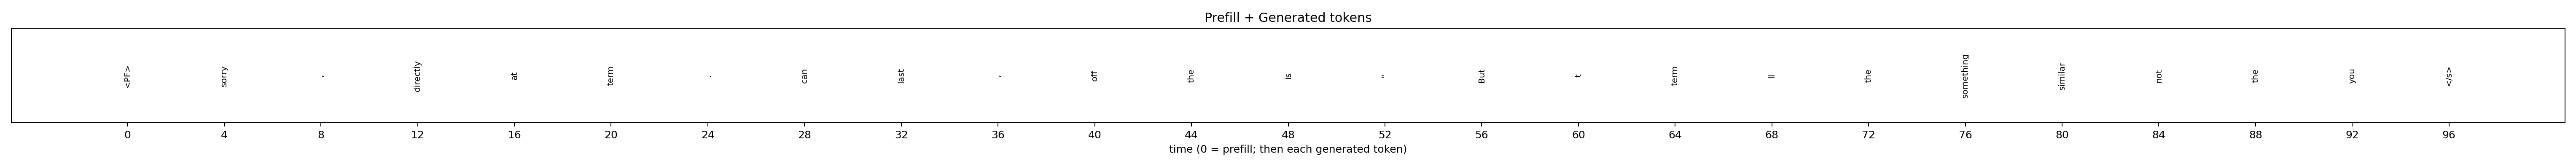 Prefill + Generated tokens
<PF> sorry , directly at term . can last , off the is " But t term ll the something similar not the you </s>
0 4 8 12 16 20 24 28 32 36 40 44 48 52 56 60 64 68 72 76 80 84 88 92 96
time (0 = prefill; then each generated token)